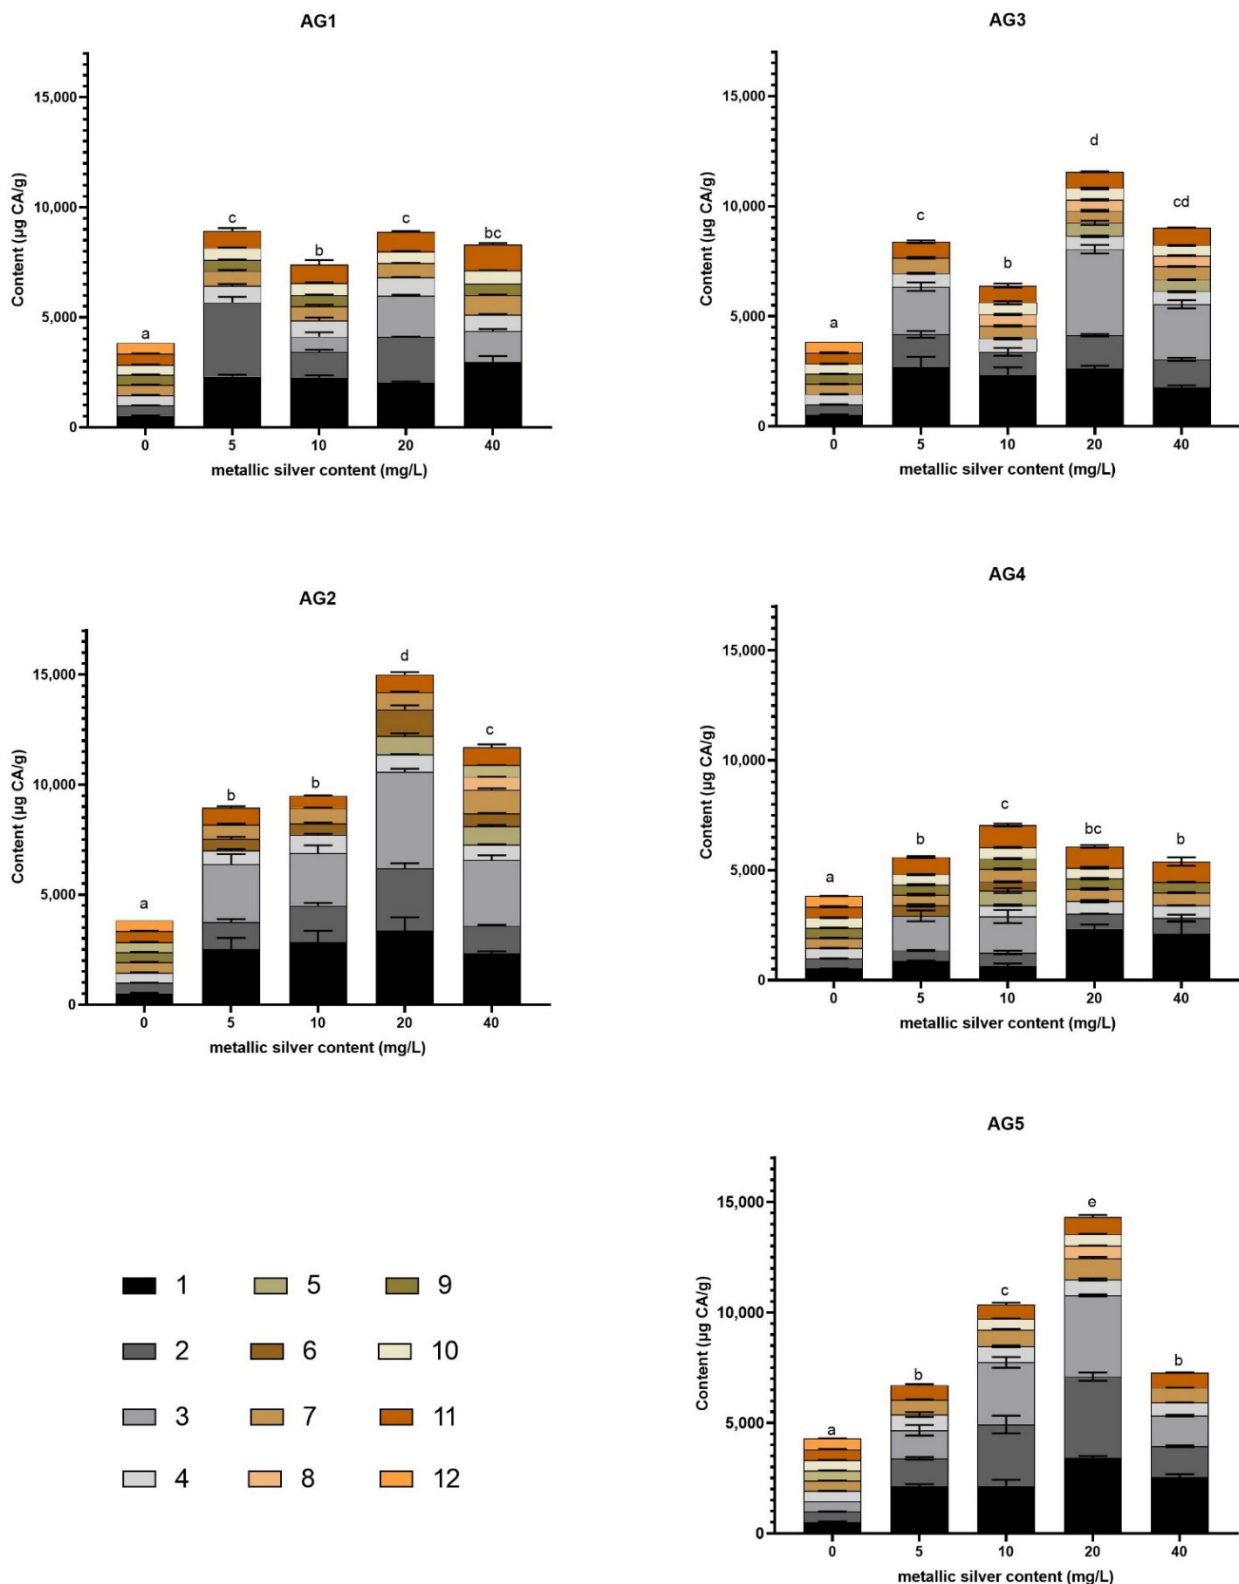 AG1
Content (µg CA/g)
15,000
10,000
5,000
0
a
c
b
c
bc
0 5 10 20 40
metallic silver content (mg/L)
AG3
Content (µg CA/g)
15,000
10,000
5,000
0
a
c
b
d
cd
0 5 10 20 40
metallic silver content (mg/L)
AG2
Content (µg CA/g)
15,000
10,000
5,000
0
a
b
b
d
c
0 5 10 20 40
metallic silver content (mg/L)
AG4
Content (µg CA/g)
15,000
10,000
5,000
0
a
b
c
bc
b
0 5 10 20 40
metallic silver content (mg/L)
1 5 9
2 6 10
3 7 11
4 8 12
AG5
Content (µg CA/g)
15,000
10,000
5,000
0
a
b
c
e
b
0 5 10 20 40
metallic silver content (mg/L)